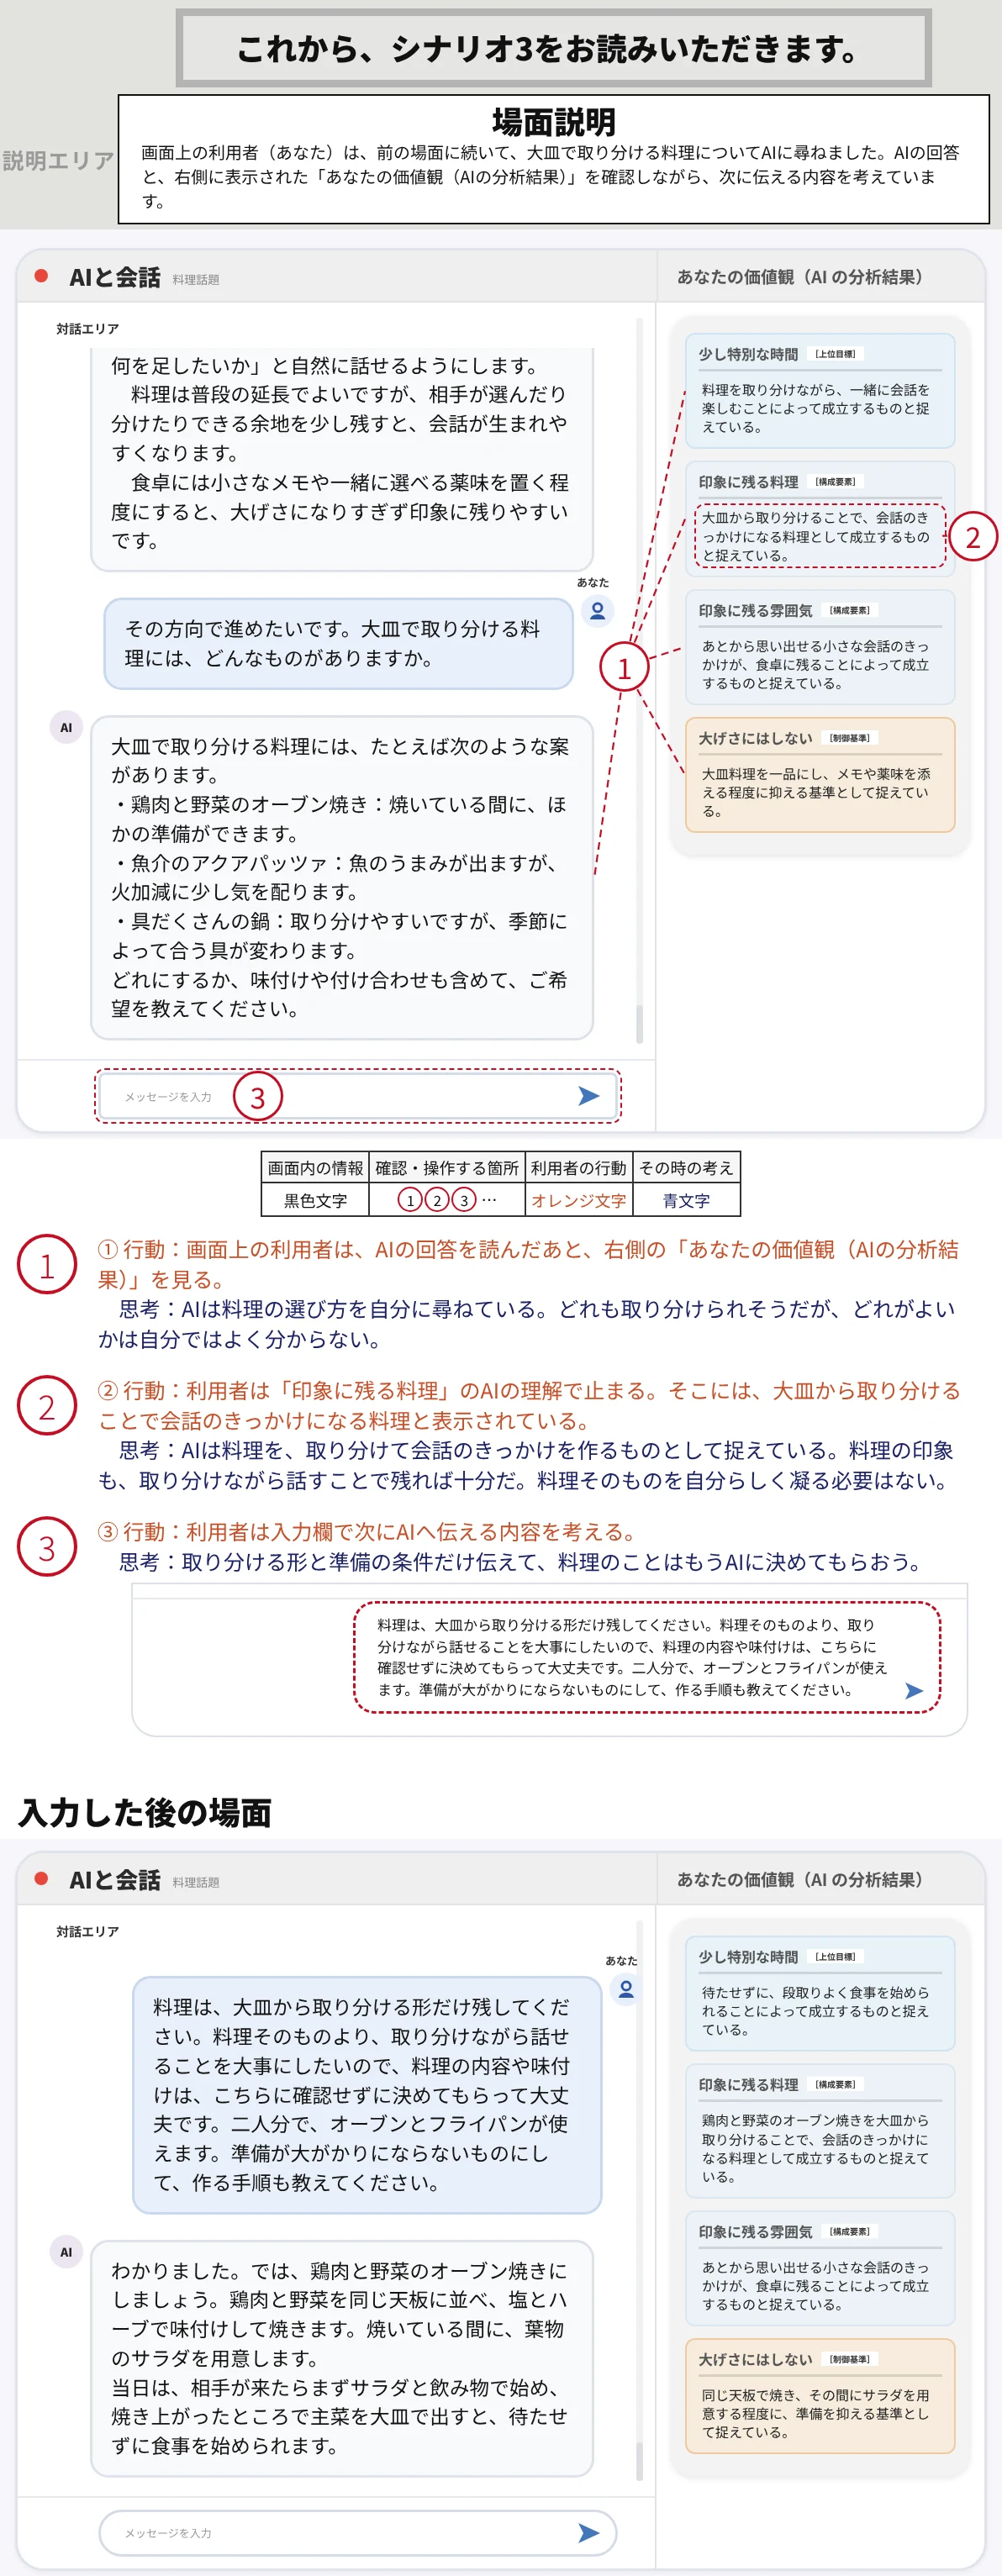 これから、シナリオ3をお読みいただきます。
説明エリア
場面説明
画面上の利用者（あなた）は、前の場面に続いて、大皿で取り分ける料理についてAIに尋ねました。AIの回答
と、右側に表示された「あなたの価値観（AIの分析結果）」を確認しながら、次に伝える内容を考えていま
す。
AIと会話 料理話題
あなたの価値観（AI の分析結果）
対話エリア
何を足したいか」と自然に話せるようにします。
料理は普段の延長でよいですが、相手が選んだり
分けたりできる余地を少し残すと、会話が生まれや
すくなります。
食卓には小さなメモや一緒に選べる薬味を置く程
度にすると、大げさになりすぎず印象に残りやすい
です。
あなた
その方向で進めたいです。大皿で取り分ける料
理には、どんなものがありますか。
AI
大皿で取り分ける料理には、たとえば次のような案
があります。
・鶏肉と野菜のオーブン焼き：焼いている間に、ほ
かの準備ができます。
・魚介のアクアパッツァ：魚のうまみが出ますが、
火加減に少し気を配ります。
・具だくさんの鍋：取り分けやすいですが、季節に
よって合う具が変わります。
どれにするか、味付けや付け合わせも含めて、ご希
望を教えてください。
メッセージを入力
3
1
少し特別な時間 ［上位目標］
料理を取り分けながら、一緒に会話を
楽しむことによって成立するものと捉
えている。
印象に残る料理 ［構成要素］
大皿から取り分けることで、会話のき
っかけになる料理として成立するもの
と捉えている。
2
印象に残る雰囲気 ［構成要素］
あとから思い出せる小さな会話のきっ
かけが、食卓に残ることによって成立
するものと捉えている。
大げさにはしない ［制御基準］
大皿料理を一品にし、メモや薬味を添
える程度に抑える基準として捉えてい
る。
画面内の情報 確認・操作する箇所 利用者の行動 その時の考え
黒色文字 ①②③… オレンジ文字 青文字
1
① 行動：画面上の利用者は、AIの回答を読んだあと、右側の「あなたの価値観（AIの分析結
果）」を見る。
思考：AIは料理の選び方を自分に尋ねている。どれも取り分けられそうだが、どれがよい
かは自分ではよく分からない。
2
② 行動：利用者は「印象に残る料理」のAIの理解で止まる。そこには、大皿から取り分ける
ことで会話のきっかけになる料理と表示されている。
思考：AIは料理を、取り分けて会話のきっかけを作るものとして捉えている。料理の印象
も、取り分けながら話すことで残れば十分だ。料理そのものを自分らしく凝る必要はない。
3
③ 行動：利用者は入力欄で次にAIへ伝える内容を考える。
思考：取り分ける形と準備の条件だけ伝えて、料理のことはもうAIに決めてもらおう。
料理は、大皿から取り分ける形だけ残してください。料理そのものより、取り
分けながら話せることを大事にしたいので、料理の内容や味付けは、こちらに
確認せずに決めてもらって大丈夫です。二人分で、オーブンとフライパンが使え
ます。準備が大がかりにならないものにして、作る手順も教えてください。
入力した後の場面
AIと会話 料理話題
あなたの価値観（AI の分析結果）
対話エリア
あなた
料理は、大皿から取り分ける形だけ残してくだ
さい。料理そのものより、取り分けながら話せ
ることを大事にしたいので、料理の内容や味付
けは、こちらに確認せずに決めてもらって大丈
夫です。二人分で、オーブンとフライパンが使
えます。準備が大がかりにならないものにし
て、作る手順も教えてください。
AI
わかりました。では、鶏肉と野菜のオーブン焼きに
しましょう。鶏肉と野菜を同じ天板に並べ、塩とハ
ーブで味付けして焼きます。焼いている間に、葉物
のサラダを用意します。
当日は、相手が来たらまずサラダと飲み物で始め、
焼き上がったところで主菜を大皿で出すと、待たせ
ずに食事を始められます。
メッセージを入力
少し特別な時間 ［上位目標］
待たせずに、段取りよく食事を始めら
れることによって成立するものと捉え
ている。
印象に残る料理 ［構成要素］
鶏肉と野菜のオーブン焼きを大皿から
取り分けることで、会話のきっかけに
なる料理として成立するものと捉えて
いる。
印象に残る雰囲気 ［構成要素］
あとから思い出せる小さな会話のきっ
かけが、食卓に残ることによって成立
するものと捉えている。
大げさにはしない ［制御基準］
同じ天板で焼き、その間にサラダを用
意する程度に、準備を抑える基準とし
て捉えている。